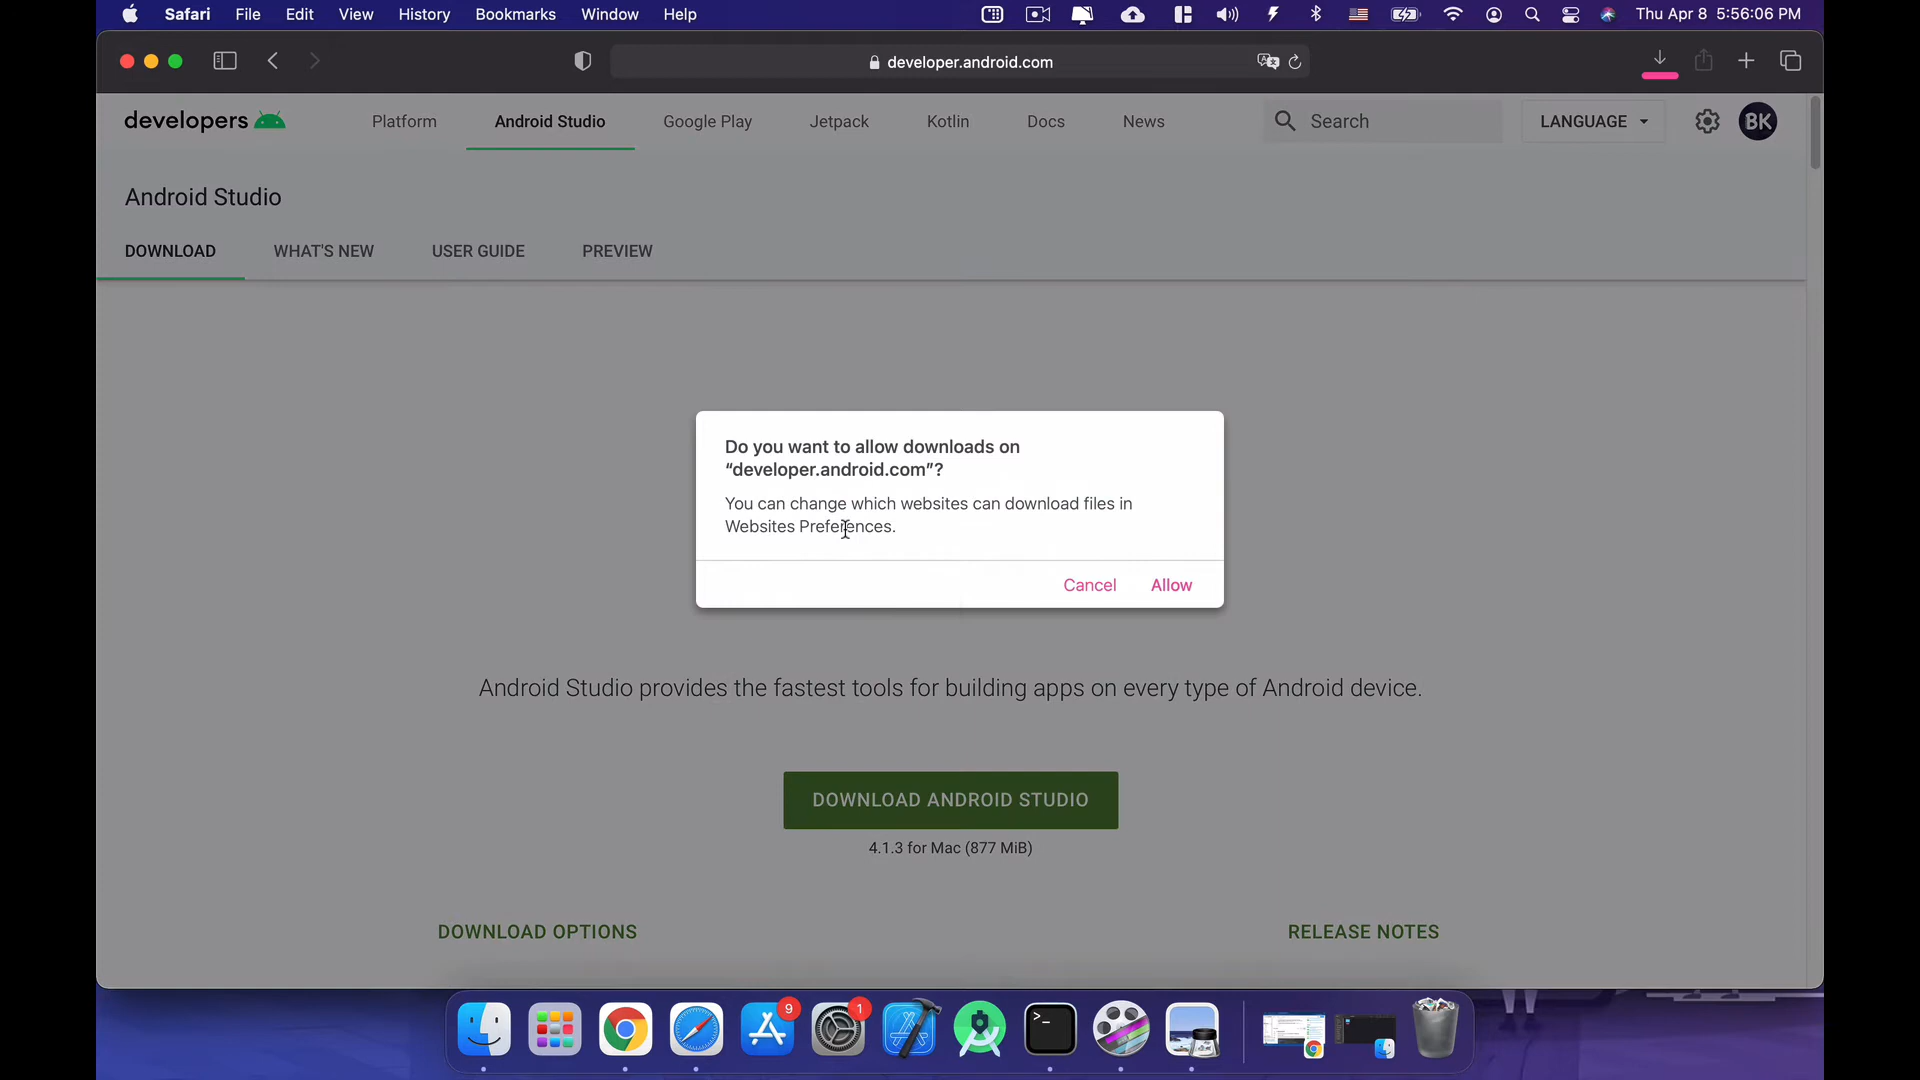 Safari File Edit View History Bookmarks Window Help Thu Apr 8 5:56:06 PM
developer.android.com
developers Platform Android Studio Google Play Jetpack Kotlin Docs News Search LANGUAGE BK
Android Studio
DOWNLOAD WHAT'S NEW USER GUIDE PREVIEW
Do you want to allow downloads on
“developer.android.com”?
You can change which websites can download files in
Websites Preferences.
Cancel Allow
Android Studio provides the fastest tools for building apps on every type of Android device.
DOWNLOAD ANDROID STUDIO
4.1.3 for Mac (877 MiB)
DOWNLOAD OPTIONS RELEASE NOTES
9 1 >_